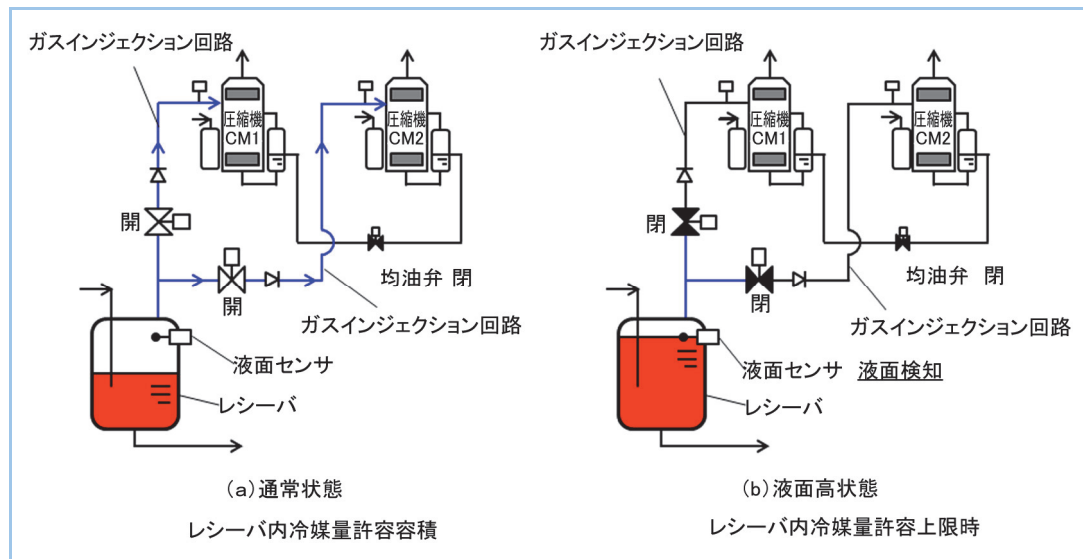 ガスインジェクション回路
圧縮機
CM1
圧縮機
CM2
開
開
均油弁 閉
ガスインジェクション回路
液面センサ
レシーバ
(a)通常状態
レシーバ内冷媒量許容容積
ガスインジェクション回路
圧縮機
CM1
圧縮機
CM2
閉
閉
均油弁 閉
ガスインジェクション回路
液面センサ 液面検知
レシーバ
(b)液面高状態
レシーバ内冷媒量許容上限時